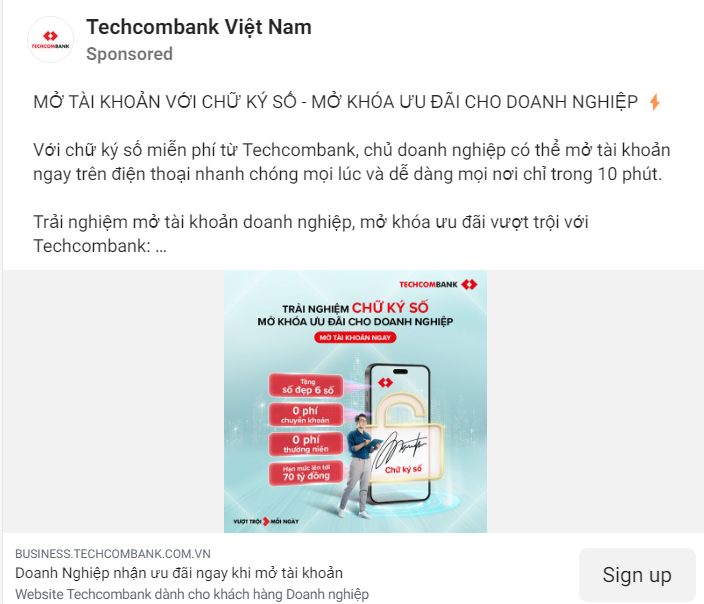 Techcombank Việt Nam
TECHCOMBANK
Sponsored
MỞ TÀI KHOẢN VỚI CHỮ KÝ SỐ - MỞ KHÓA ƯU ĐÃI CHO DOANH NGHIỆP ⚡
Với chữ ký số miễn phí từ Techcombank, chủ doanh nghiệp có thể mở tài khoản
ngay trên điện thoại nhanh chóng mọi lúc và dễ dàng mọi nơi chỉ trong 10 phút.
Trải nghiệm mở tài khoản doanh nghiệp, mở khóa ưu đãi vượt trội với
Techcombank: ...
TECHCOMBANK
TRẢI NGHIỆM CHỮ KÝ SỐ
MỞ KHÓA ƯU ĐÃI CHO DOANH NGHIỆP
MỞ TÀI KHOẢN NGAY
Tặng
số đẹp 6 số
0 phí
chuyển khoản
0 phí
thường niên
Hạn mức lên tới
70 tỷ đồng
Chữ ký số
VƯỢT TRỘI MỖI NGÀY
BUSINESS.TECHCOMBANK.COM.VN
Doanh Nghiệp nhận ưu đãi ngay khi mở tài khoản
Website Techcombank dành cho khách hàng Doanh nghiệp
Sign up